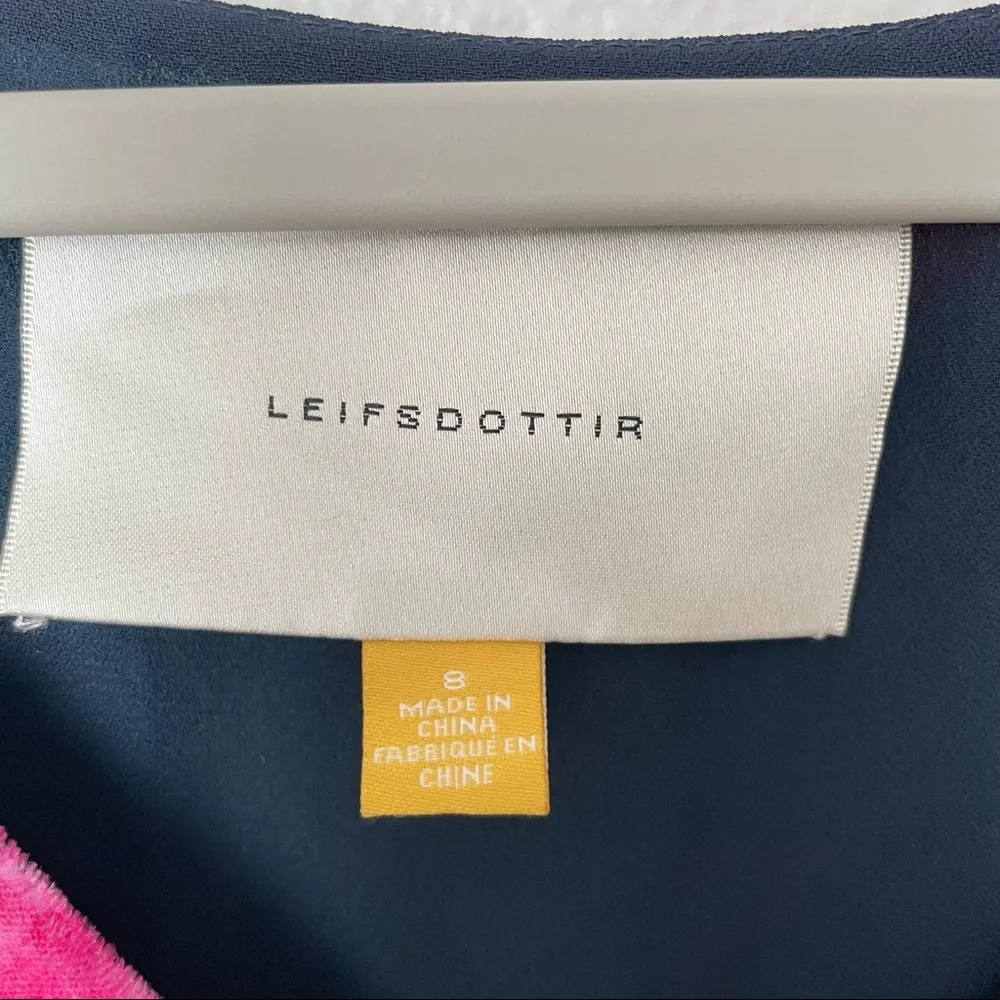 LEIFSDOTTIR
8
MADE IN
CHINA
FABRIQUÉ EN
CHINE